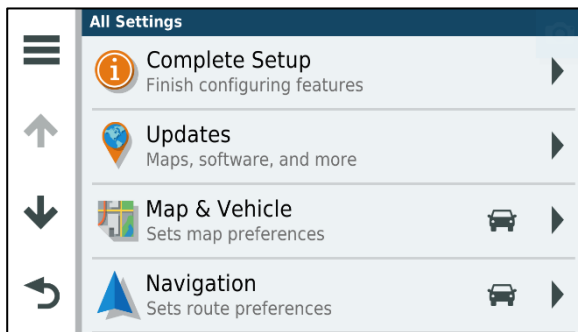 All Settings
Complete Setup
Finish configuring features
Updates
Maps, software, and more
Map & Vehicle
Sets map preferences
Navigation
Sets route preferences